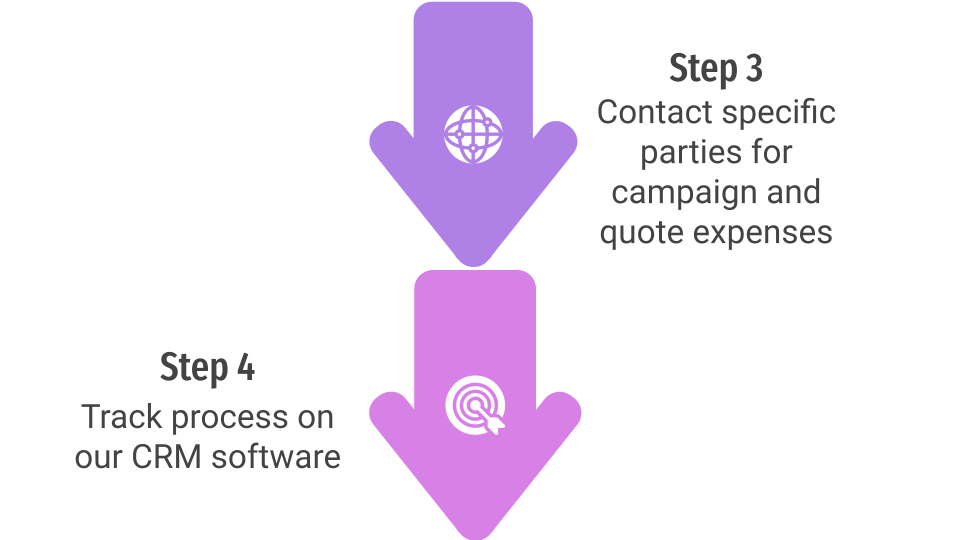 Step 3
Contact specific
parties for
campaign and
quote expenses
Step 4
Track process on
our CRM software